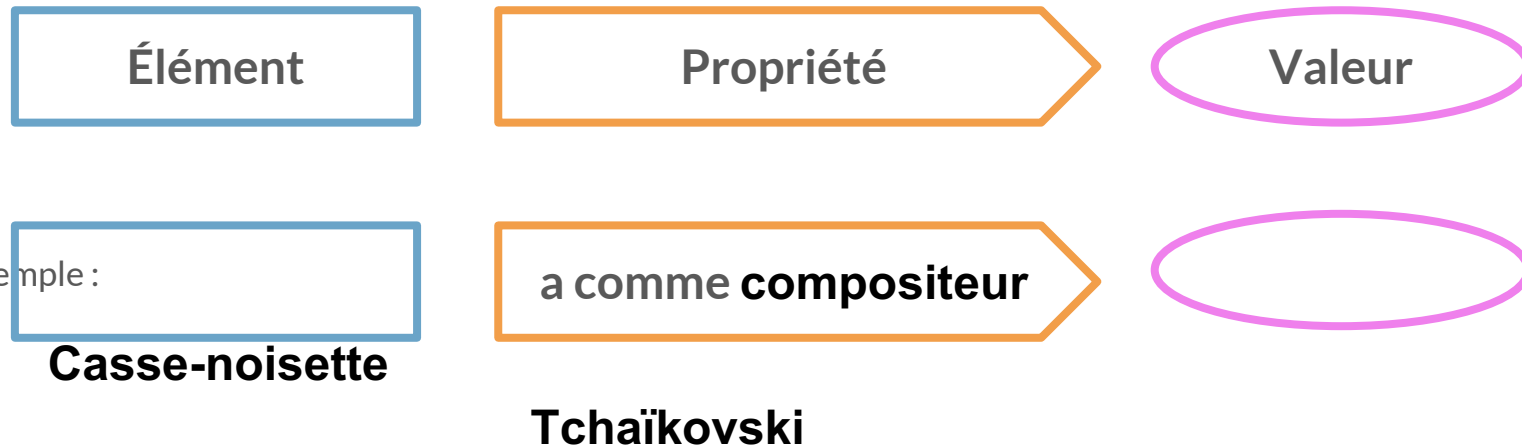 Élément
Propriété
Valeur
emple :
a comme compositeur
Casse-noisette
Tchaïkovski